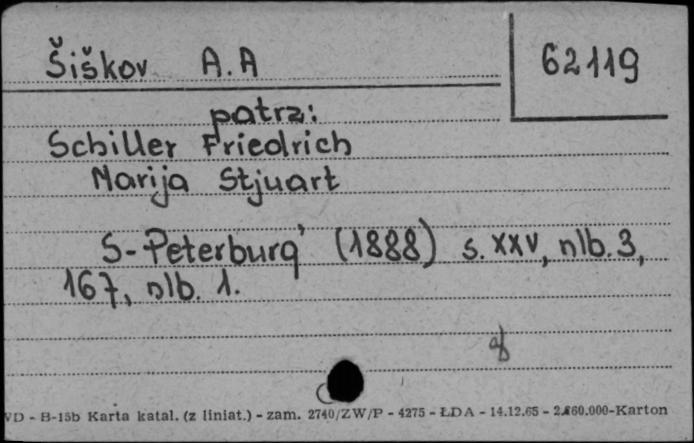 Šiškov A.A
62119
patrz:
Schiller Friedrich
Marija Stjuart
S-Peterburg' (1888) s. XXV, nlb. 3,
167, nlb. 1.
VD - B-15b Karta katal. (z liniat.) - zam. 2740/ZW/P - 4275 - ŁDA - 14.12.65 - 2.860.000-Karton